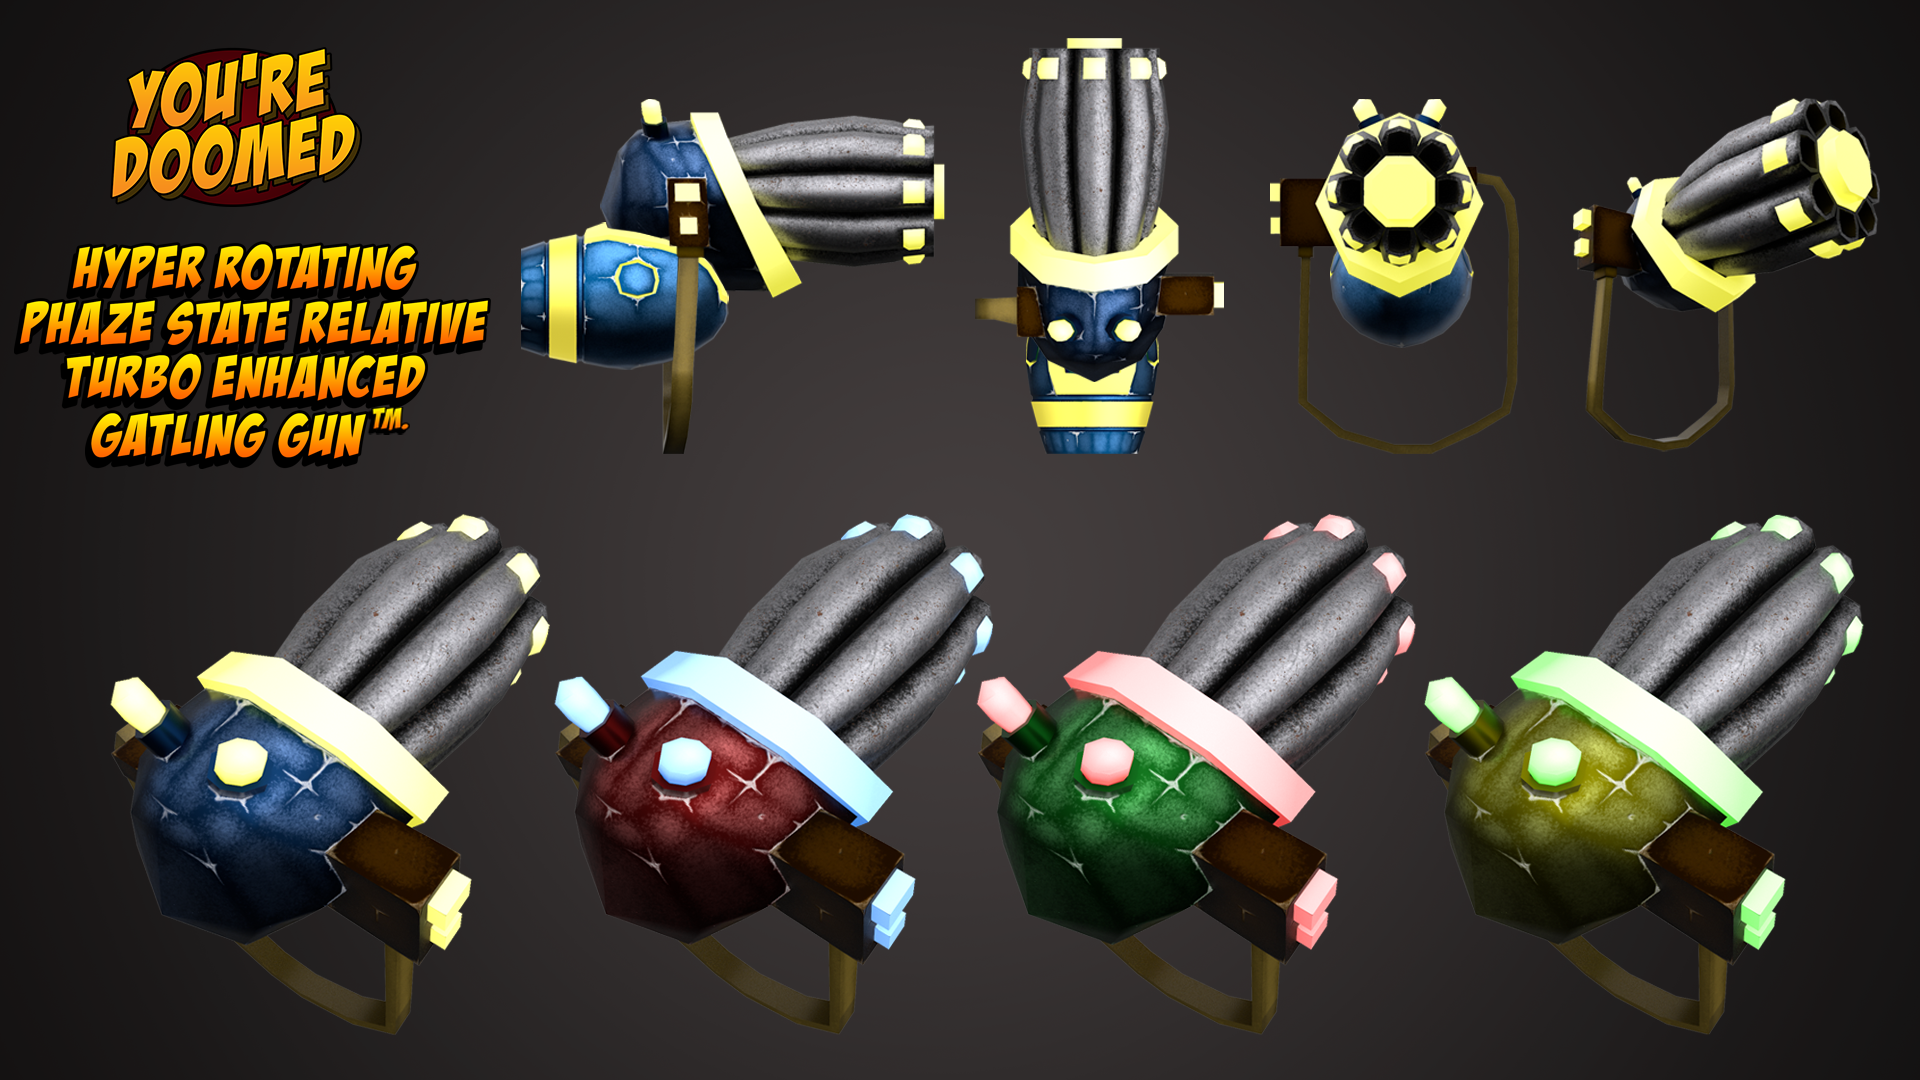 YOU'RE
DOOMED
HYPER ROTATING
PHAZE STATE RELATIVE
TURBO ENHANCED
GATLING GUN™.